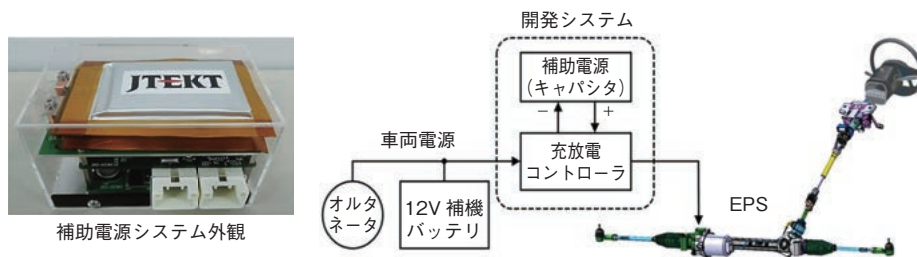 JTEKT
補助電源システム外観
開発システム
補助電源
(キャパシタ)
− +
車両電源
充放電
コントローラ
オルタ
ネータ
12V 補機
バッテリ
EPS